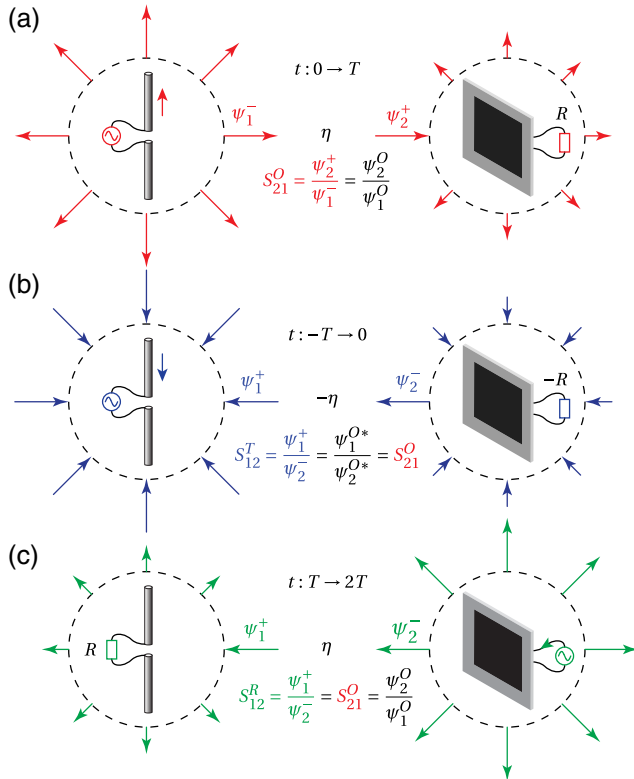 (a)
t : 0 → T
ψ₁⁻ η ψ₂⁺ R
S₂₁ᴼ = ψ₂⁺/ψ₁⁻ = ψ₂ᴼ/ψ₁ᴼ
(b)
t : −T → 0
ψ₁⁺ −η ψ₂⁻ −R
S₁₂ᵀ = ψ₁⁺/ψ₂⁻ = ψ₁ᴼ*/ψ₂ᴼ* = S₂₁ᴼ
(c)
t : T → 2T
R ψ₁⁺ η ψ₂⁻
S₁₂ᴿ = ψ₁⁺/ψ₂⁻ = S₂₁ᴼ = ψ₂ᴼ/ψ₁ᴼ